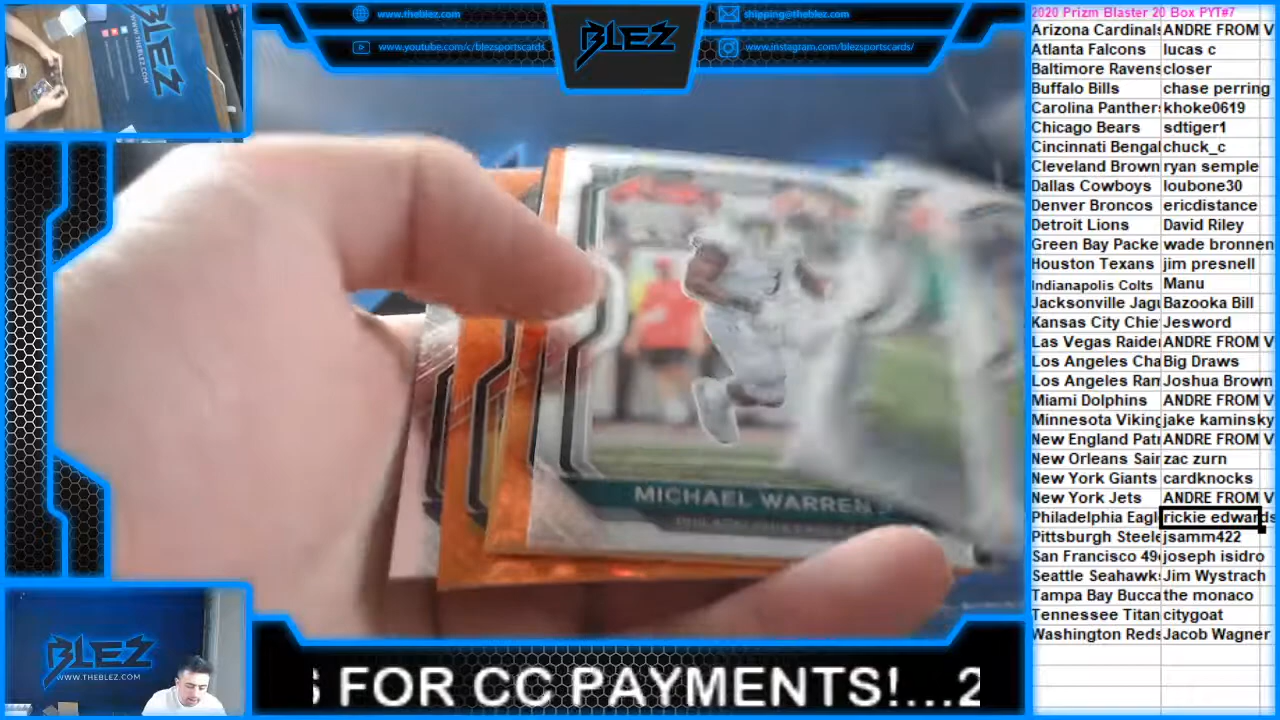 www.theblez.com
shipping@theblez.com
www.youtube.com/c/blezsportscards
www.instagram.com/blezsportscards/
BLEZ
BLEZ
WWW.THEBLEZ.COM
MICHAEL WARREN
BLEZ
WWW.THEBLEZ.COM
FOR CC PAYMENTS!...2
2020 Prizm Blaster 20 Box PYT#7
Arizona Cardinals ANDRE FROM V
Atlanta Falcons lucas c
Baltimore Ravens closer
Buffalo Bills chase perring
Carolina Panther khoke0619
Chicago Bears sdtiger1
Cincinnati Bengal chuck_c
Cleveland Brown ryan semple
Dallas Cowboys loubone30
Denver Broncos ericdistance
Detroit Lions David Riley
Green Bay Packe wade bronnen
Houston Texans jim presnell
Indianapolis Colts Manu
Jacksonville Jagu Bazooka Bill
Kansas City Chie Jesword
Las Vegas Raider ANDRE FROM V
Los Angeles Cha Big Draws
Los Angeles Ram Joshua Brown
Miami Dolphins ANDRE FROM V
Minnesota Viking jake kaminsky
New England Patr ANDRE FROM V
New Orleans Sain zac zurn
New York Giants cardknocks
New York Jets ANDRE FROM V
Philadelphia Eagl rickie edwards
Pittsburgh Steele jsamm422
San Francisco 49e joseph isidro
Seattle Seahawk Jim Wystrach
Tampa Bay Bucca the monaco
Tennessee Titan citygoat
Washington Reds Jacob Wagner